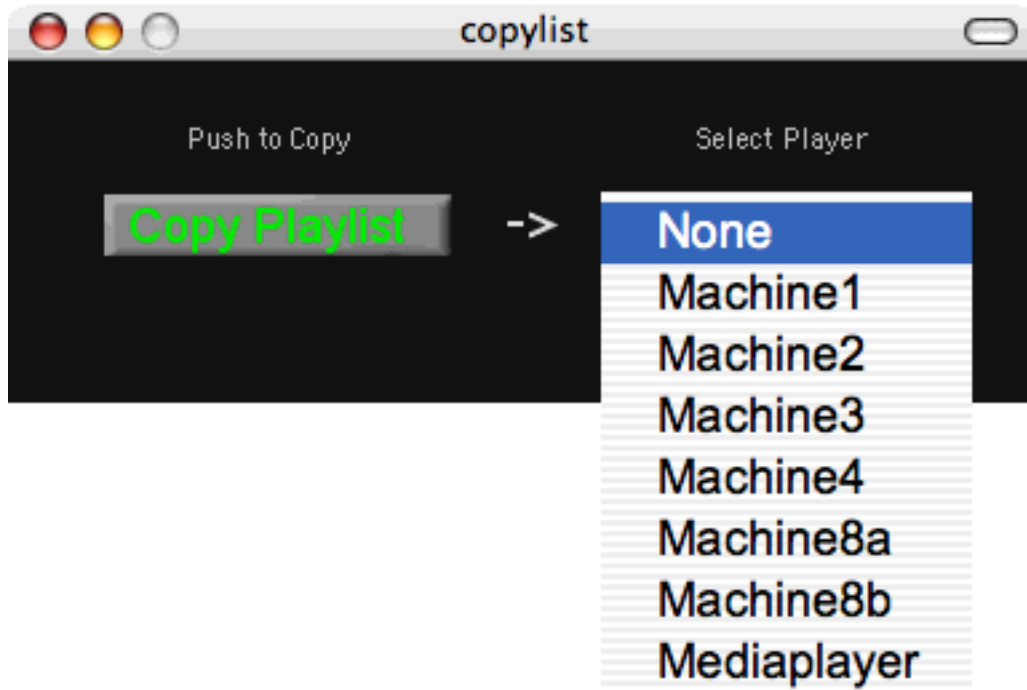 copylist
Push to Copy
Select Player
Copy Playlist
->
None
Machine1
Machine2
Machine3
Machine4
Machine8a
Machine8b
Mediaplayer